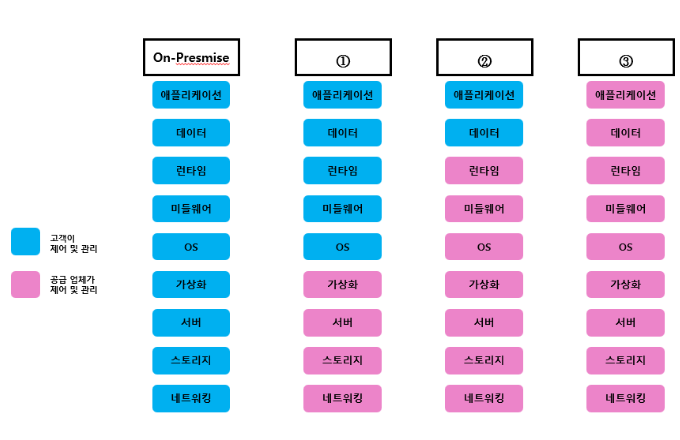 On-Presmise ① ② ③
애플리케이션 애플리케이션 애플리케이션 애플리케이션
데이터 데이터 데이터 데이터
런타임 런타임 런타임 런타임
미들웨어 미들웨어 미들웨어 미들웨어
고객이
제어 및 관리
OS OS OS OS
공급 업체가
제어 및 관리
가상화 가상화 가상화 가상화
서버 서버 서버 서버
스토리지 스토리지 스토리지 스토리지
네트워킹 네트워킹 네트워킹 네트워킹